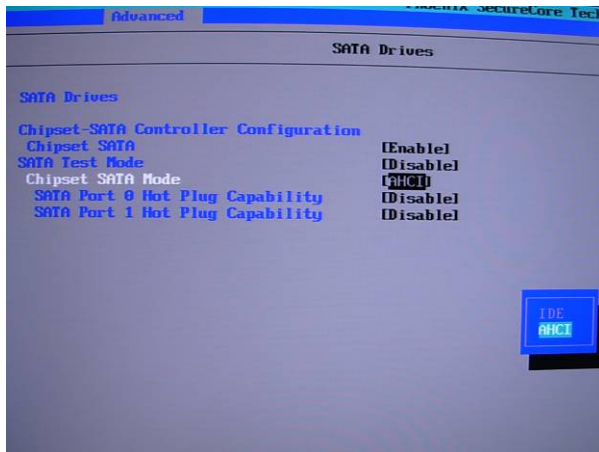 Phoenix SecureCore Tec
Advanced
SATA Drives
SATA Drives
Chipset-SATA Controller Configuration
Chipset SATA [Enable]
SATA Test Mode [Disable]
Chipset SATA Mode [AHCI]
SATA Port 0 Hot Plug Capability [Disable]
SATA Port 1 Hot Plug Capability [Disable]
IDE
AHCI